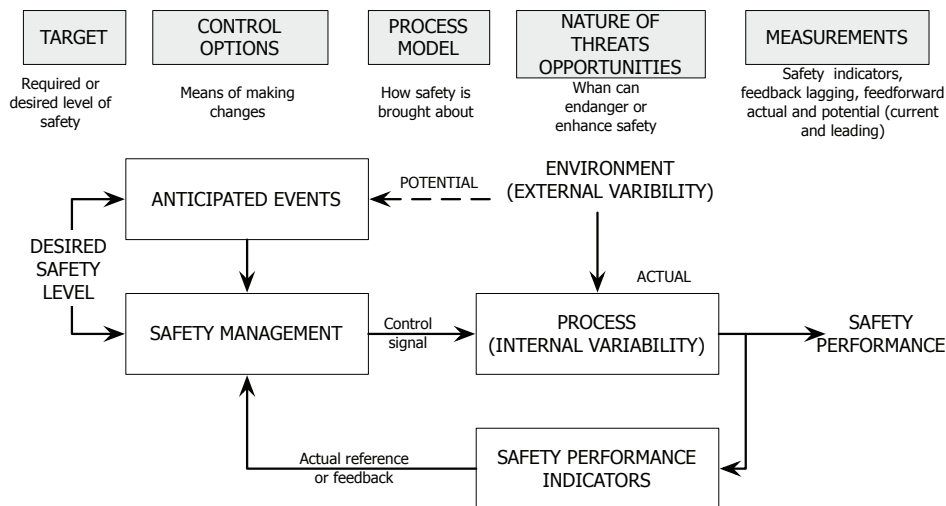 TARGET
CONTROL
OPTIONS
PROCESS
MODEL
NATURE OF
THREATS
OPPORTUNITIES
MEASUREMENTS
Required or
desired level of
safety
Means of making
changes
How safety is
brought about
Whan can
endanger or
enhance safety
Safety indicators,
feedback lagging, feedforward
actual and potential (current
and leading)
ANTICIPATED EVENTS
POTENTIAL
ENVIRONMENT
(EXTERNAL VARIBILITY)
DESIRED
SAFETY
LEVEL
ACTUAL
SAFETY MANAGEMENT
Control
signal
PROCESS
(INTERNAL VARIABILITY)
SAFETY
PERFORMANCE
Actual reference
or feedback
SAFETY PERFORMANCE
INDICATORS